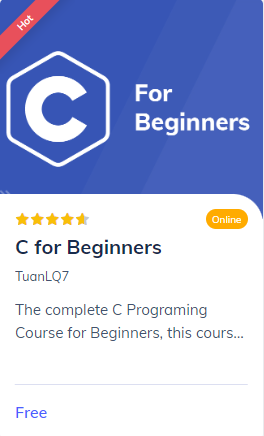 Hot
C
For
Beginners
Online
C for Beginners
TuanLQ7
The complete C Programing
Course for Beginners, this cours...
Free